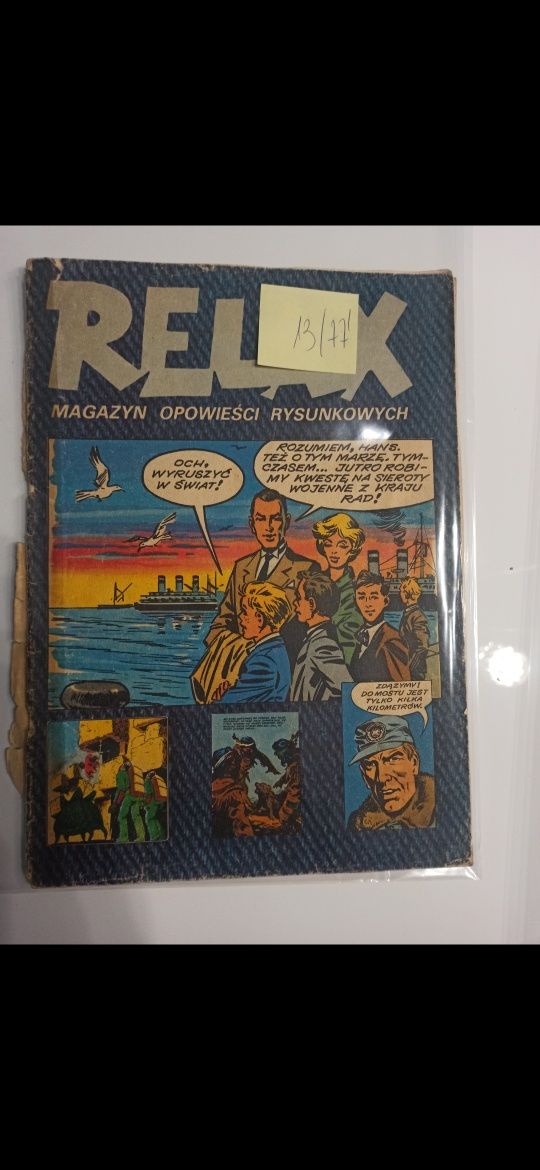 RELAX
13/77
MAGAZYN OPOWIEŚCI RYSUNKOWYCH
OCH,
WYRUSZYĆ
W ŚWIAT!
ROZUMIEM, HANS.
TEŻ O TYM MARZĘ. TYM-
CZASEM... JUTRO ROBI-
MY KWESTĘ NA SIEROTY
WOJENNE Z KRAJU
RAD!
ZDĄŻYMY!
DO MOSTU JEST
TYLKO KILKA
KILOMETRÓW.